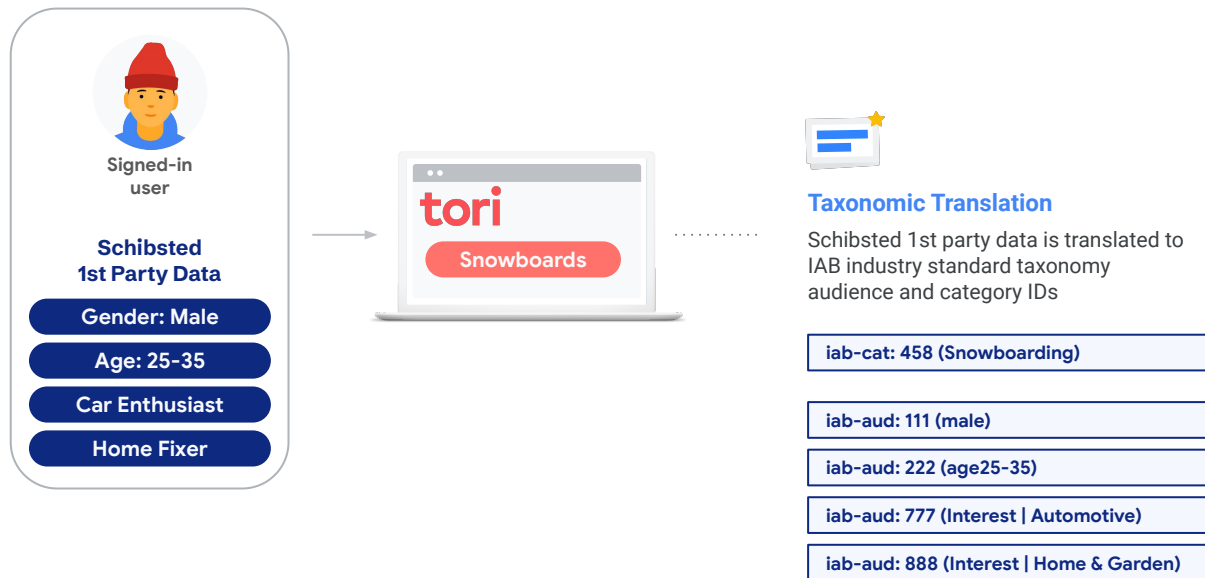 Signed-in
user
Schibsted
1st Party Data
Gender: Male
Age: 25-35
Car Enthusiast
Home Fixer
tori
Snowboards
Taxonomic Translation
Schibsted 1st party data is translated to
IAB industry standard taxonomy
audience and category IDs
iab-cat: 458 (Snowboarding)
iab-aud: 111 (male)
iab-aud: 222 (age25-35)
iab-aud: 777 (Interest | Automotive)
iab-aud: 888 (Interest | Home & Garden)